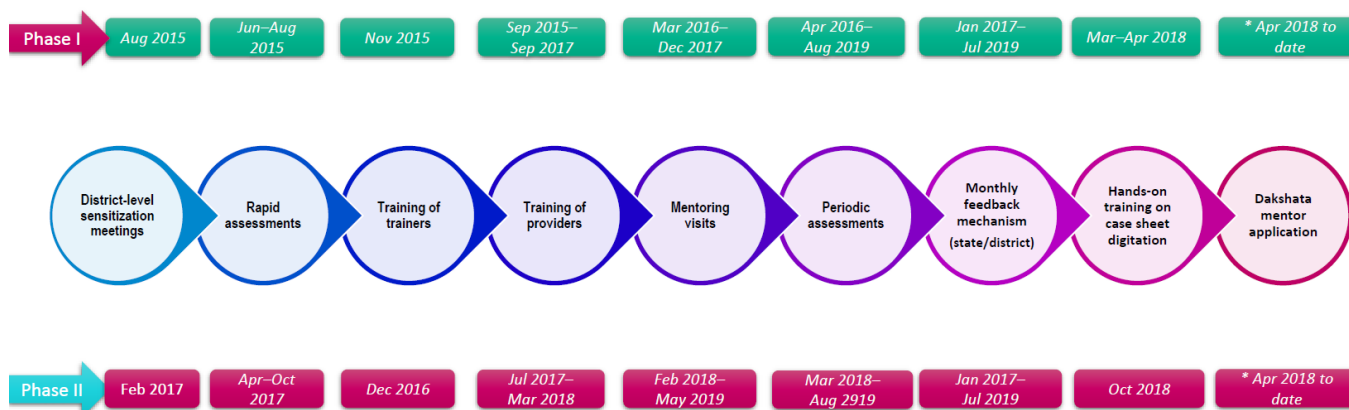 Phase I
Aug 2015
Jun–Aug
2015
Nov 2015
Sep 2015–
Sep 2017
Mar 2016–
Dec 2017
Apr 2016–
Aug 2019
Jan 2017–
Jul 2019
Mar–Apr 2018
* Apr 2018 to
date
District-level
sensitization
meetings
Rapid
assessments
Training of
trainers
Training of
providers
Mentoring
visits
Periodic
assessments
Monthly
feedback
mechanism
(state/district)
Hands-on
training on
case sheet
digitation
Dakshata
mentor
application
Phase II
Feb 2017
Apr–Oct
2017
Dec 2016
Jul 2017–
Mar 2018
Feb 2018–
May 2019
Mar 2018–
Aug 2919
Jan 2017–
Jul 2019
Oct 2018
* Apr 2018 to
date